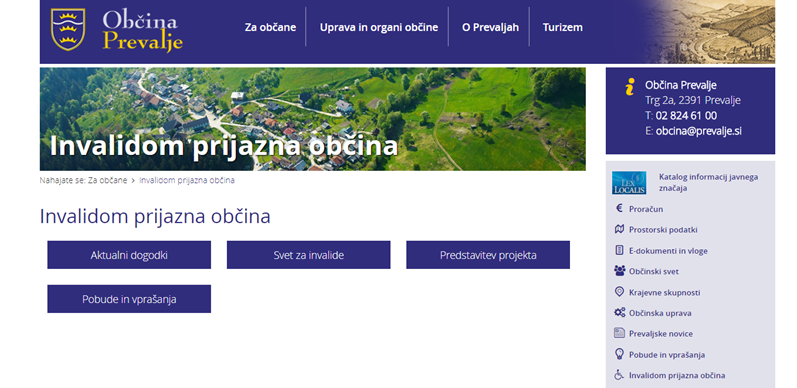 Občina
Prevalje
Za občane
Uprava in organi občine
O Prevaljah
Turizem
Invalidom prijazna občina
Nahajate se: Za občane > Invalidom prijazna občina
Invalidom prijazna občina
Aktualni dogodki
Svet za invalide
Predstavitev projekta
Pobude in vprašanja
Občina Prevalje
Trg 2a, 2391 Prevalje
T: 02 824 61 00
E: obcina@prevalje.si
LEX
LOCALIS
Katalog informacij javnega
značaja
Proračun
Prostorski podatki
E-dokumenti in vloge
Občinski svet
Krajevne skupnosti
Občinska uprava
Prevaljske novice
Pobude in vprašanja
Invalidom prijazna občina